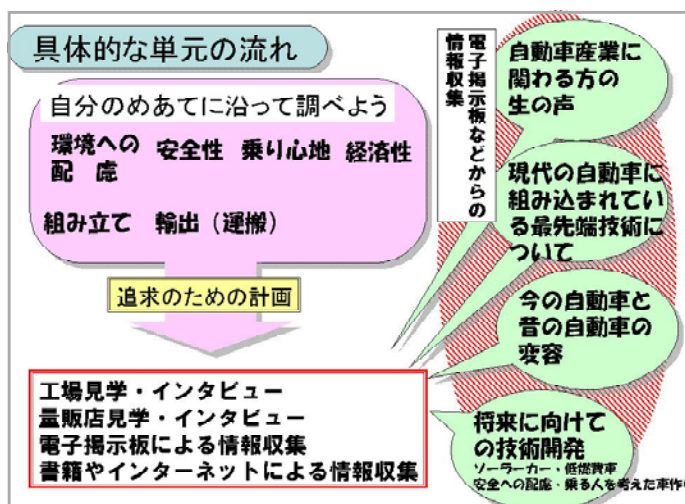 具体的な単元の流れ
自分のめあてに沿って調べよう
環境への
配　慮
安全性　乗り心地　経済性
組み立て　輸出（運搬）
追求のための計画
工場見学・インタビュー
量販店見学・インタビュー
電子掲示板による情報収集
書籍やインターネットによる情報収集
電子掲示板などからの
情報収集
自動車産業に
関わる方の
生の声
現代の自動車に
組み込まれてい
る最先端技術に
ついて
今の自動車と
昔の自動車の
変容
将来に向けて
の技術開発
ソーラーカー・低燃費車
安全への配慮・乗る人を考えた車作り